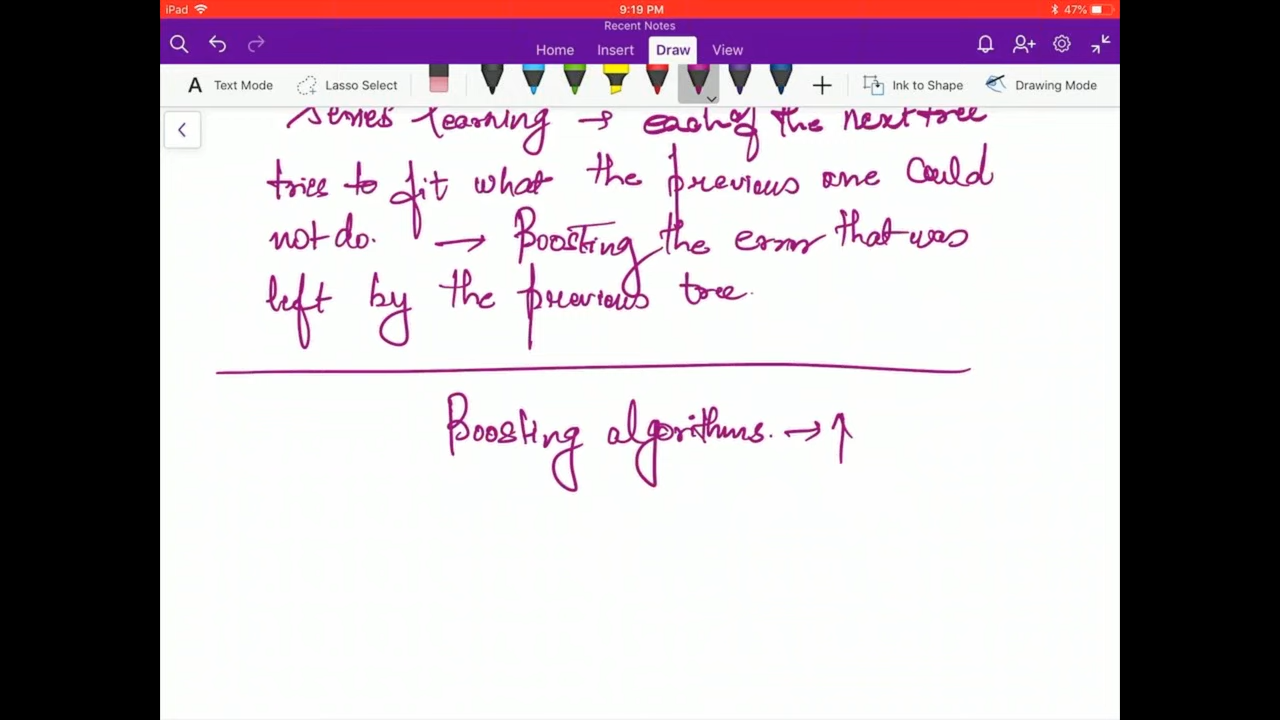 iPad 9:19 PM 47%
Recent Notes
Home Insert Draw View
A Text Mode Lasso Select Ink to Shape Drawing Mode
Series learning → each of the next tree
tries to fit what the previous one could
not do. → Boosting the error that was
left by the previous tree.
Boosting algorithms. → ↑